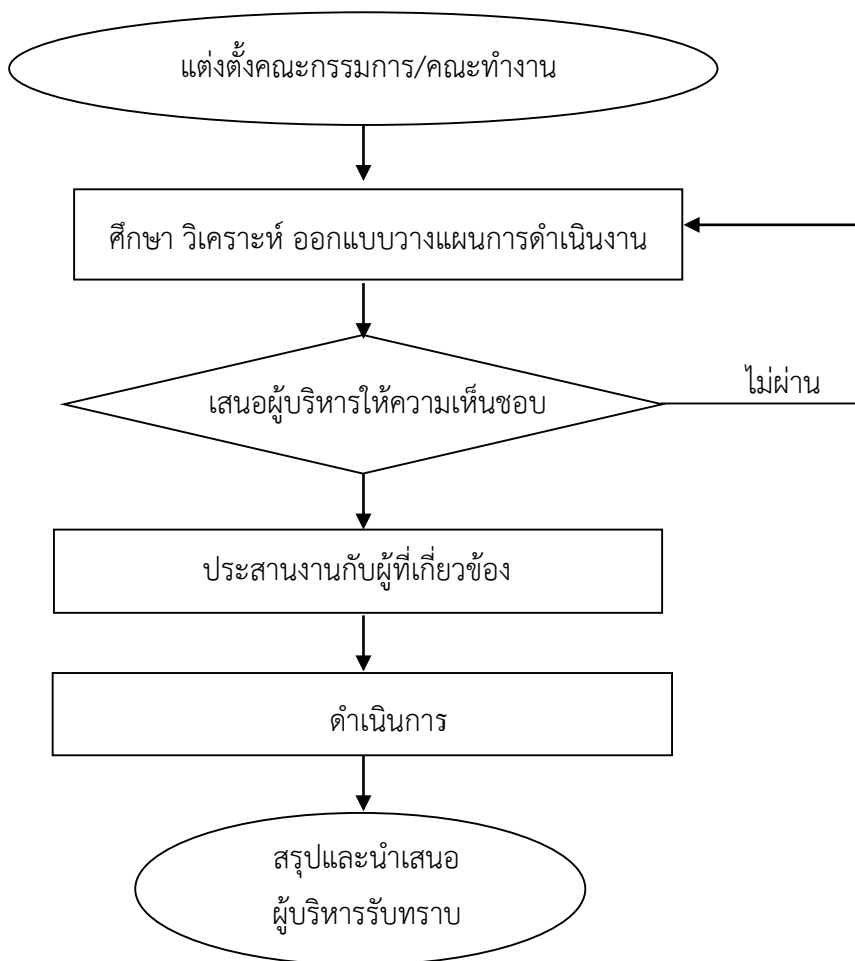 แต่งตั้งคณะกรรมการ/คณะทำงาน
ศึกษา วิเคราะห์ ออกแบบวางแผนการดำเนินงาน
เสนอผู้บริหารให้ความเห็นชอบ
ไม่ผ่าน
ประสานงานกับผู้ที่เกี่ยวข้อง
ดำเนินการ
สรุปและนำเสนอ
ผู้บริหารรับทราบ